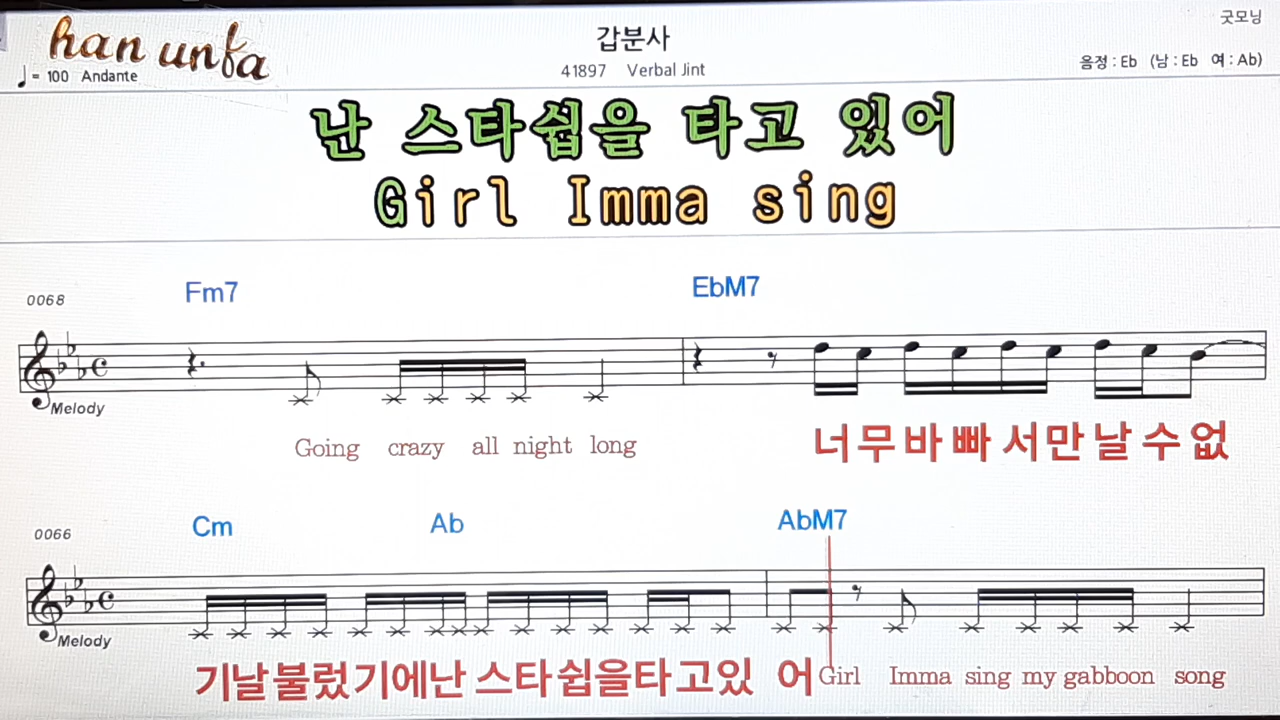 han unfa
갑분사
굿모닝
♩= 100 Andante
41897 Verbal Jint
음정 : Eb (남 : Eb 여 : Ab)
난 스타쉽을 타고 있어
Girl Imma sing
0068
Fm7 EbM7
Melody
Going crazy all night long 너무바빠서만날수없
0066
Cm Ab AbM7
Melody
기날불렀기에난 스타쉽을타고있 어 Girl Imma sing my gabboon song